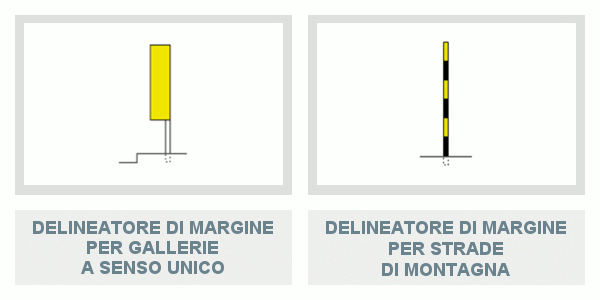 DELINEATORE DI MARGINE
PER GALLERIE
A SENSO UNICO
DELINEATORE DI MARGINE
PER STRADE
DI MONTAGNA